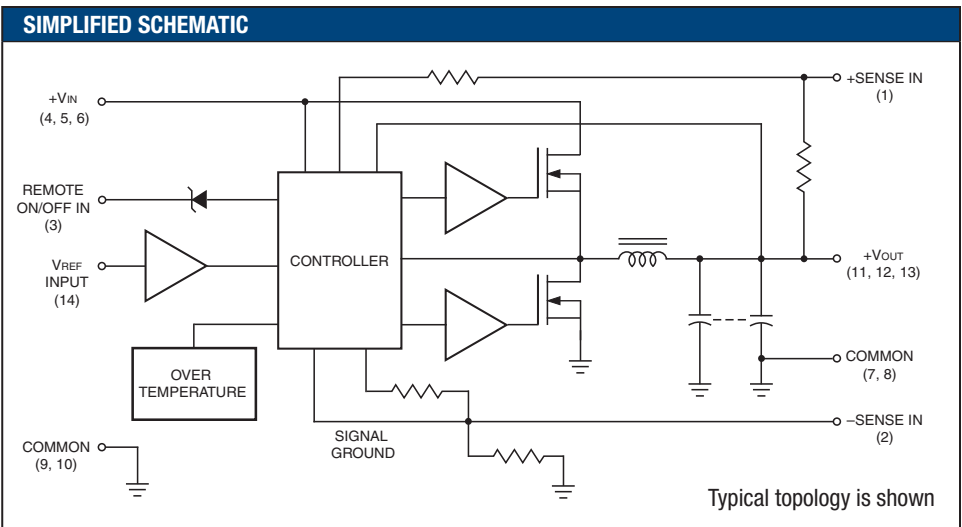 SIMPLIFIED SCHEMATIC
+VIN
(4, 5, 6)
REMOTE
ON/OFF IN
(3)
VREF
INPUT
(14)
OVER
TEMPERATURE
COMMON
(9, 10)
CONTROLLER
SIGNAL
GROUND
+SENSE IN
(1)
+VOUT
(11, 12, 13)
COMMON
(7, 8)
–SENSE IN
(2)
Typical topology is shown